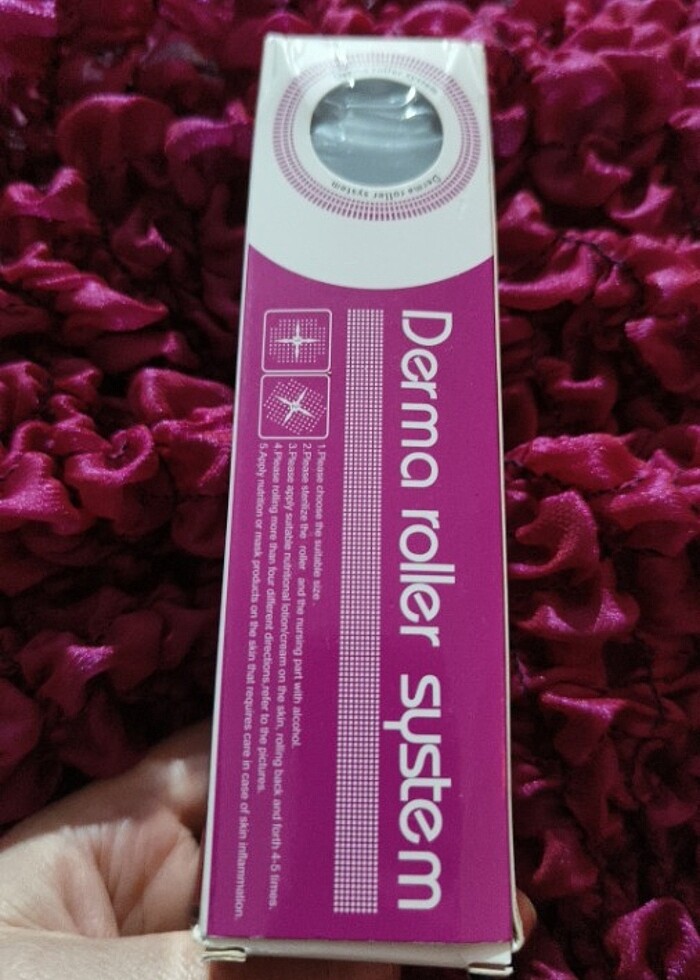 Derma roller system
Derma roller system
1.Please choose the suitable size .
2.Please sterilize the roller and the nursing part with alcohol.
3.Please apply suitable nutritional lotion/cream on the skin, rolling back and forth 4-5 times.
4.Please rolling more than four different directions,refer to the pictures.
5.Apply nutrition or mask products on the skin that requires care in case of skin inflammation.
roller system